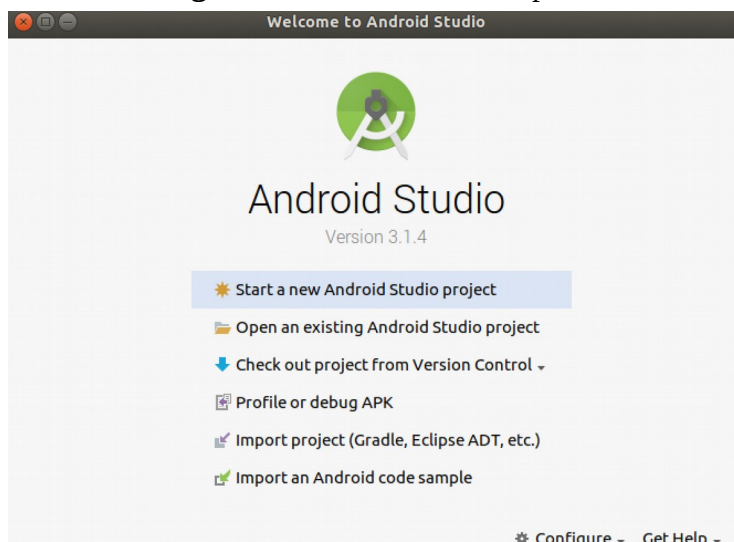 Welcome to Android Studio
Android Studio
Version 3.1.4
Start a new Android Studio project
Open an existing Android Studio project
Check out project from Version Control
Profile or debug APK
Import project (Gradle, Eclipse ADT, etc.)
Import an Android code sample
Configure Get Help